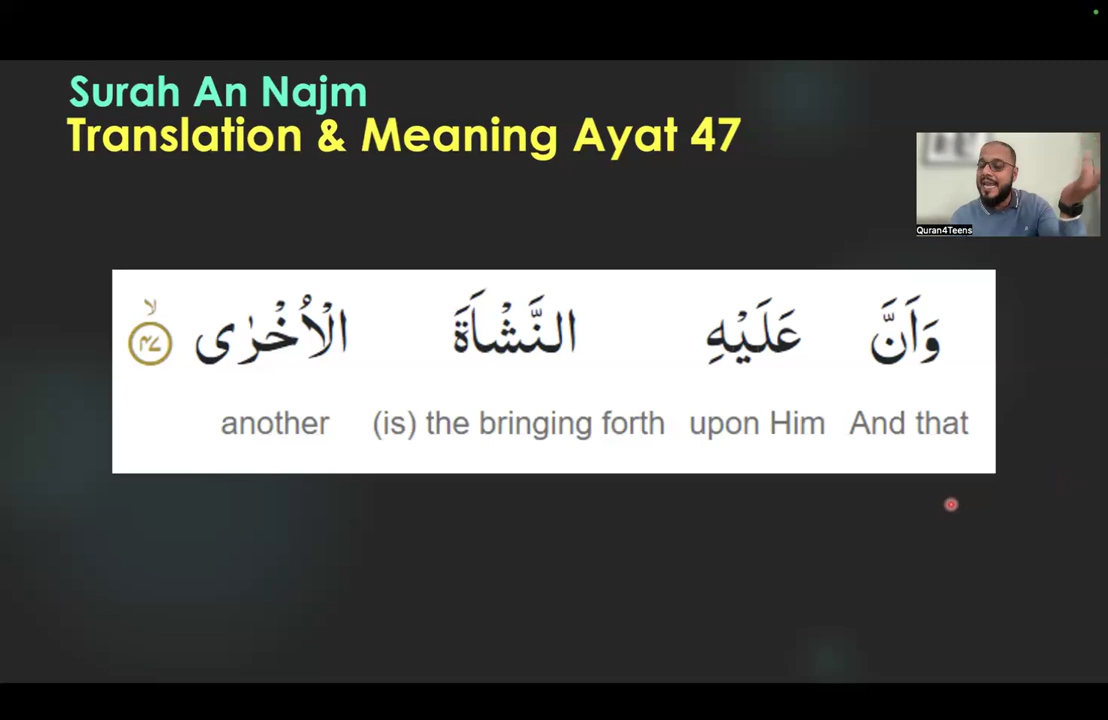 Surah An Najm
Translation & Meaning Ayat 47
Quran4Teens
وَاَنَّ عَلَيْهِ النَّشْاَةَ الْاُخْرٰى ۙ‏ ۴۷
another (is) the bringing forth upon Him And that